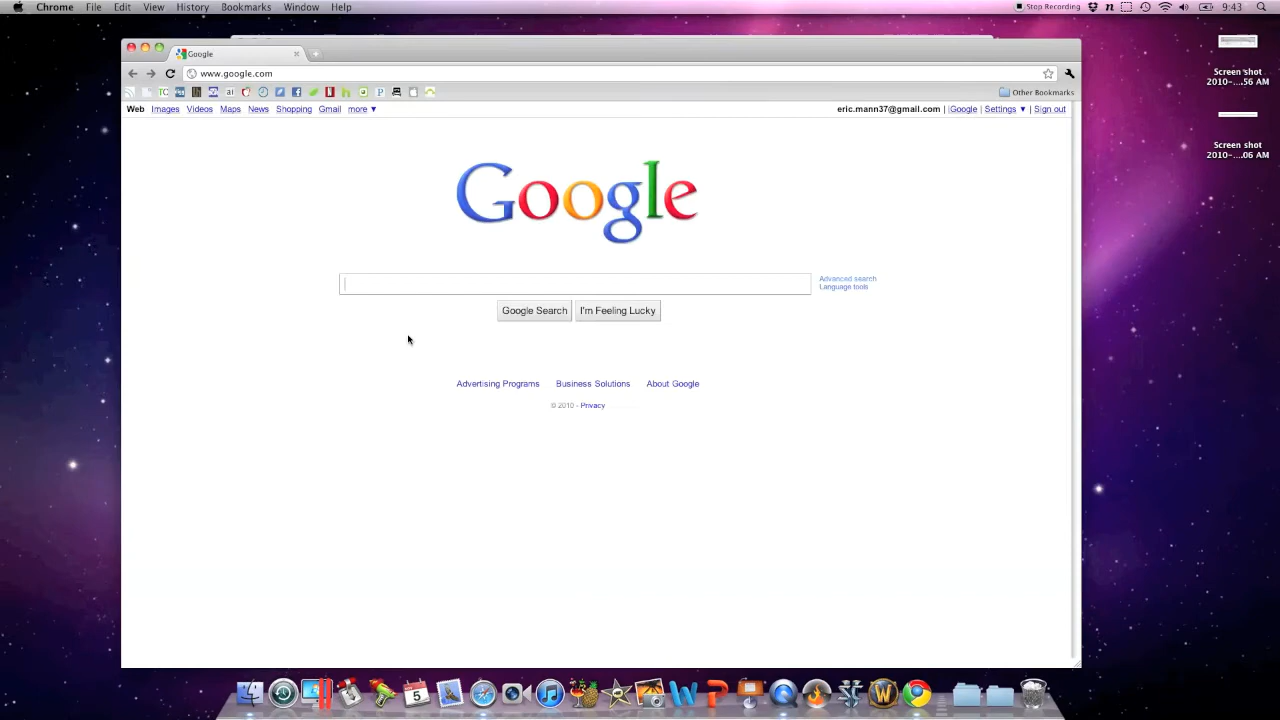 Chrome File Edit View History Bookmarks Window Help Stop Recording 9:43
Google
www.google.com
Other Bookmarks
Web Images Videos Maps News Shopping Gmail more ▼ eric.mann37@gmail.com | iGoogle | Settings ▼ | Sign out
Google
Advanced search
Language tools
Google Search I'm Feeling Lucky
Advertising Programs Business Solutions About Google
© 2010 - Privacy
Screen shot
2010-....56 AM
Screen shot
2010-....06 AM